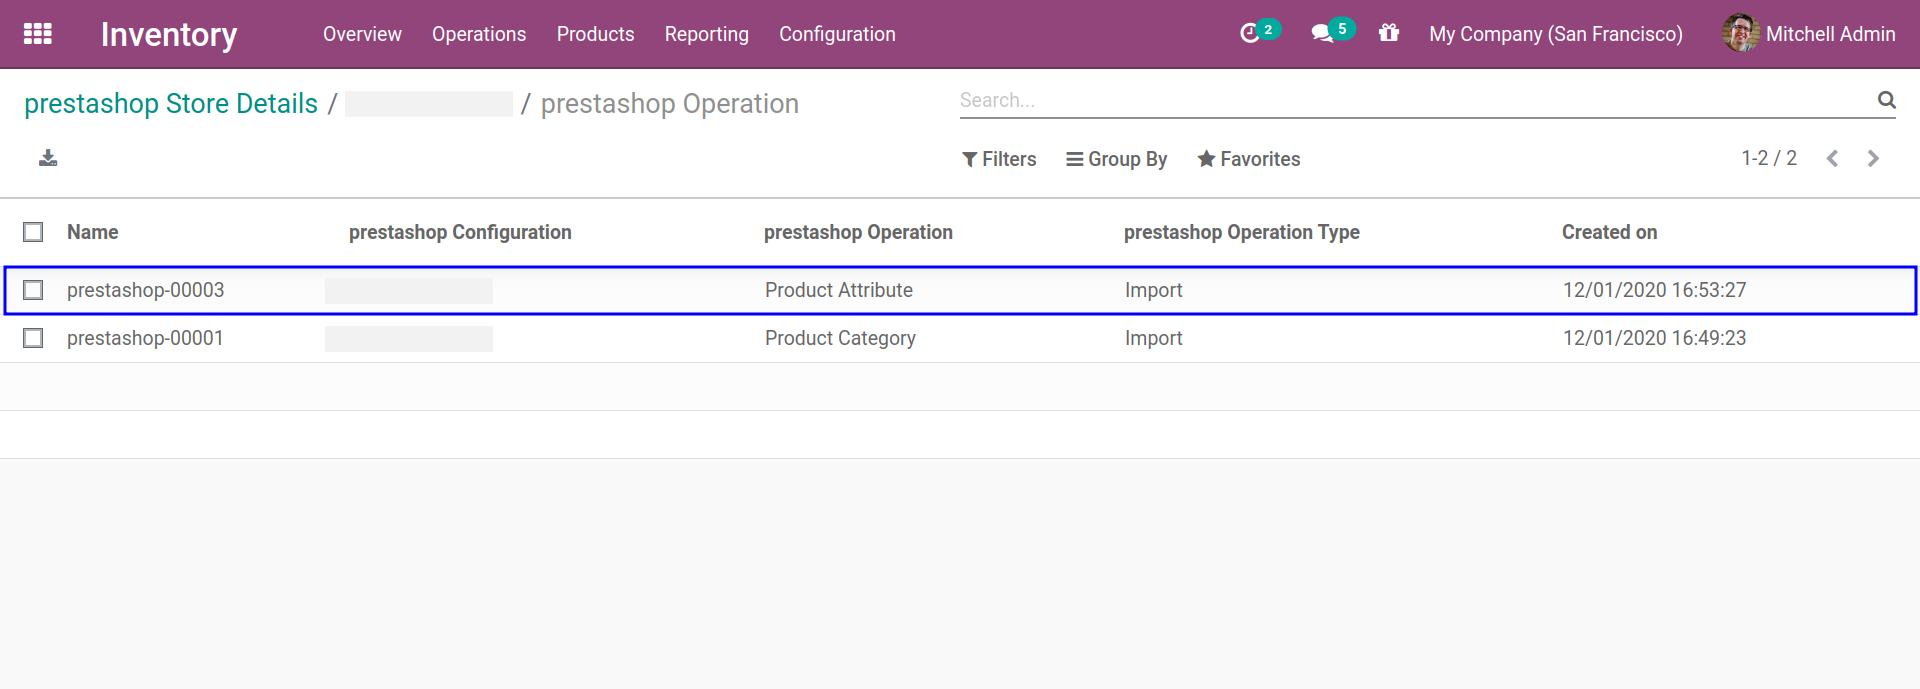 Inventory Overview Operations Products Reporting Configuration 2 5 My Company (San Francisco) Mitchell Admin
prestashop Store Details / / prestashop Operation
Search...
Filters Group By Favorites 1-2 / 2
Name prestashop Configuration prestashop Operation prestashop Operation Type Created on
prestashop-00003 Product Attribute Import 12/01/2020 16:53:27
prestashop-00001 Product Category Import 12/01/2020 16:49:23